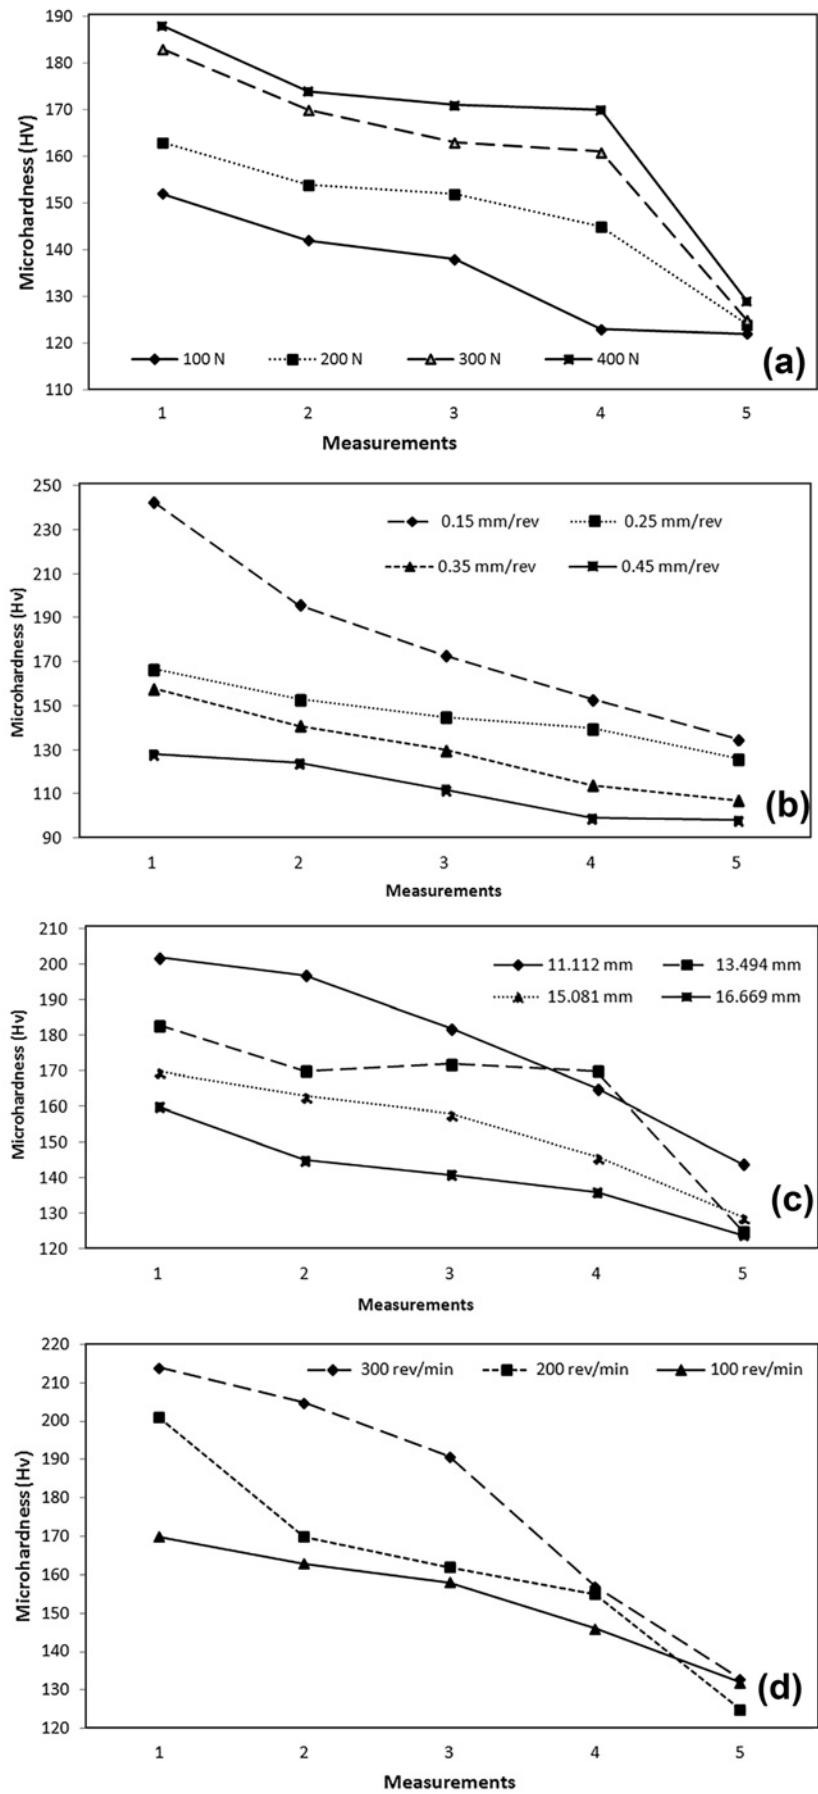 190
180
170
160
150
140
130
120
110
Microhardness (HV)
100 N 200 N 300 N 400 N
(a)
1 2 3 4 5
Measurements
250
230
210
190
170
150
130
110
90
Microhardness (Hv)
0.15 mm/rev 0.25 mm/rev
0.35 mm/rev 0.45 mm/rev
(b)
1 2 3 4 5
Measurements
210
200
190
180
170
160
150
140
130
120
Microhardness (Hv)
11.112 mm 13.494 mm
15.081 mm 16.669 mm
(c)
1 2 3 4 5
Measurements
220
210
200
190
180
170
160
150
140
130
120
Microhardness (Hv)
300 rev/min 200 rev/min 100 rev/min
(d)
1 2 3 4 5
Measurements